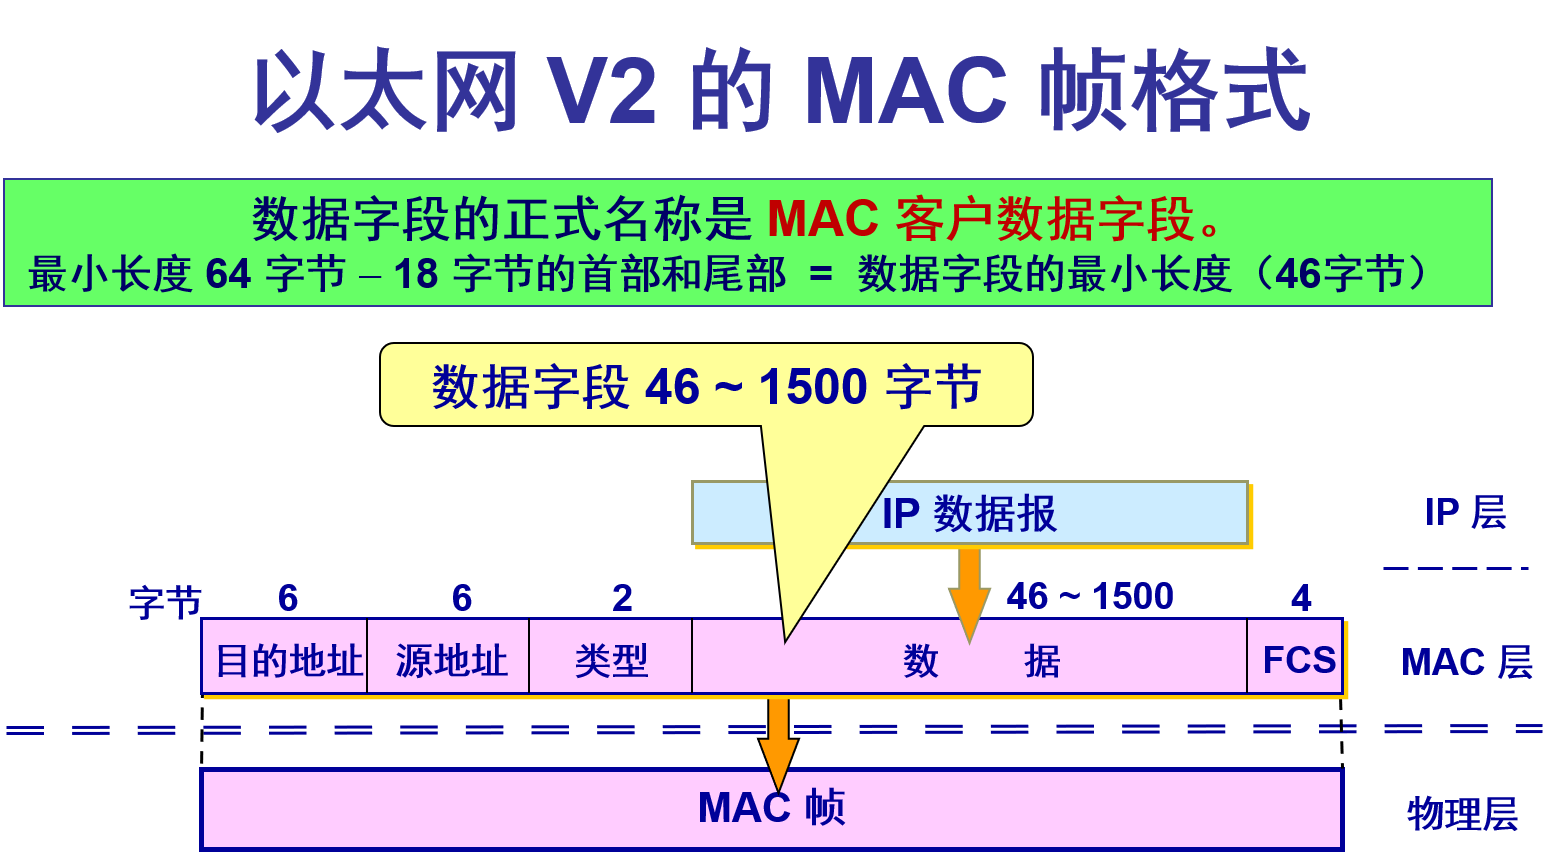 以太网 V2 的 MAC 帧格式
数据字段的正式名称是 MAC 客户数据字段。
最小长度 64 字节 – 18 字节的首部和尾部 = 数据字段的最小长度（46字节）
数据字段 46 ~ 1500 字节
IP 数据报
IP 层
字节 6 6 2 46 ~ 1500 4
目的地址 源地址 类型 数 据 FCS
MAC 层
MAC 帧
物理层